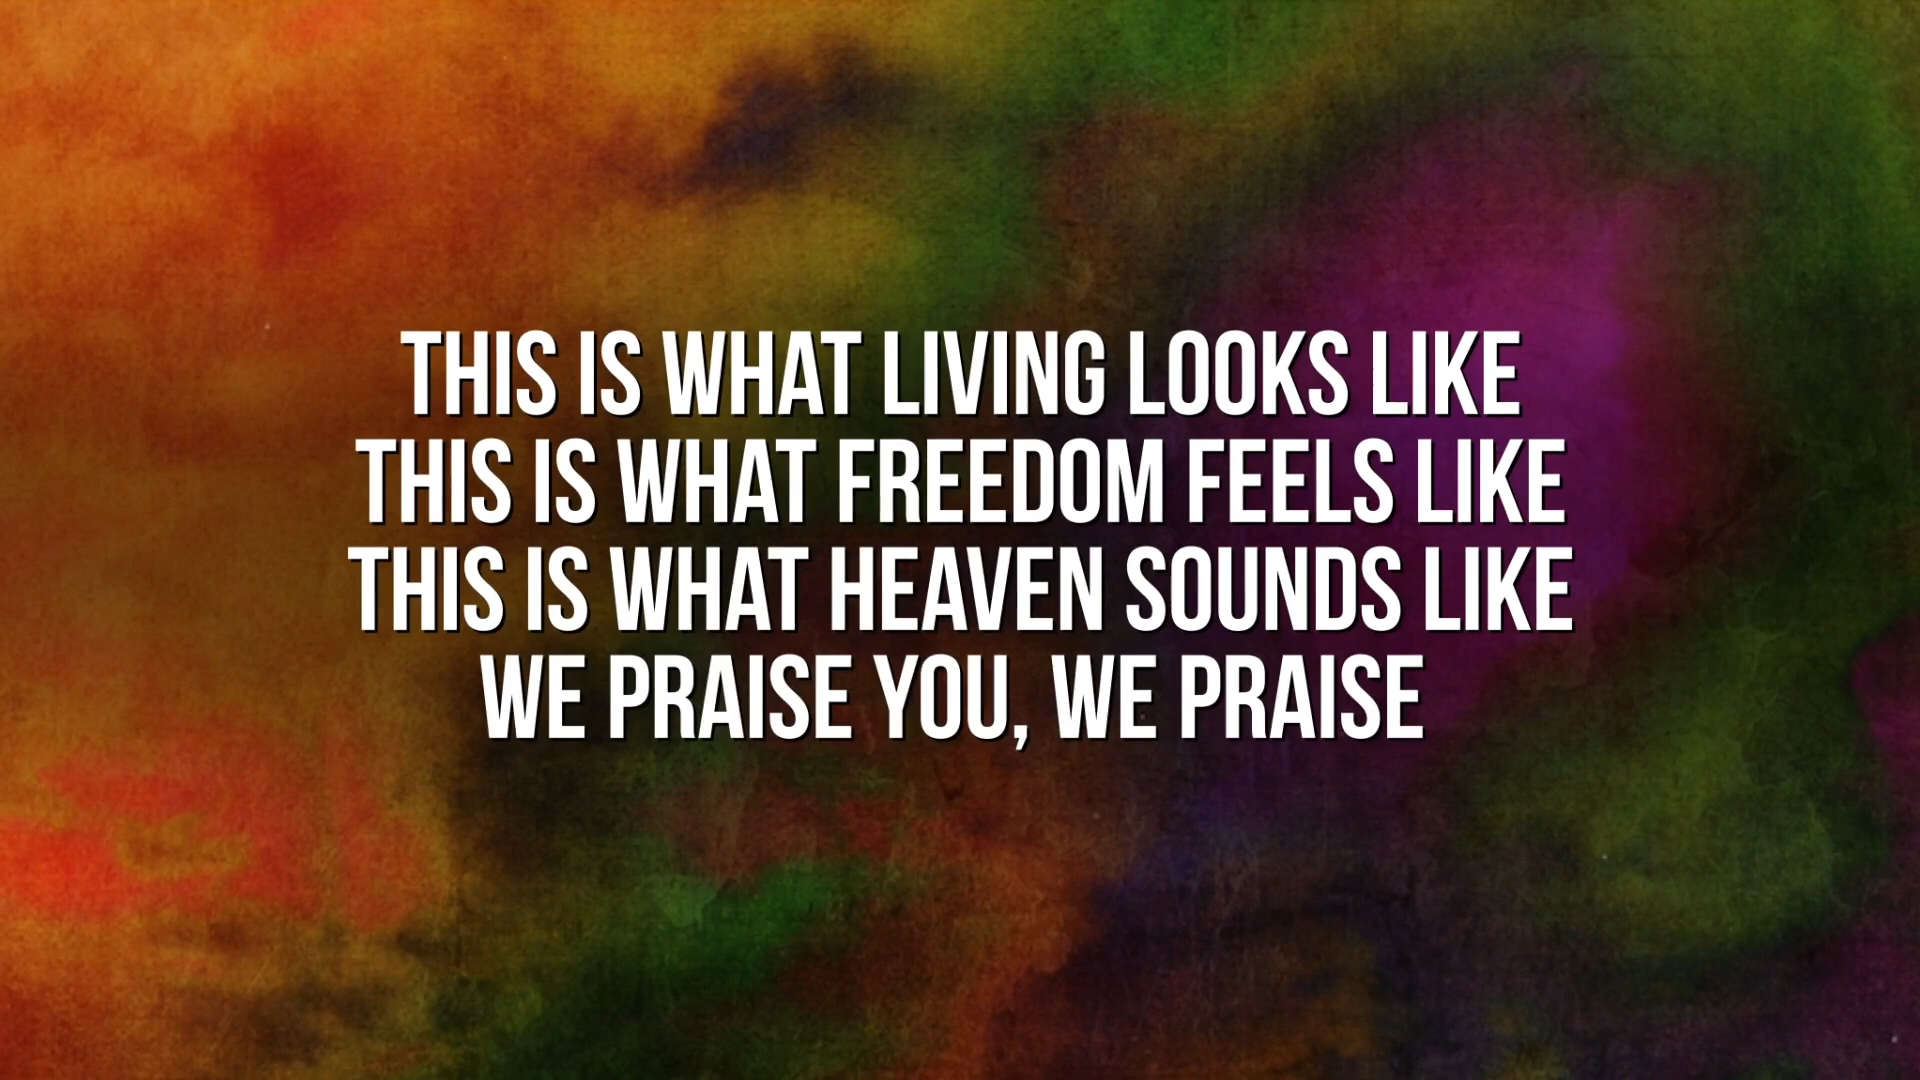 THIS IS WHAT LIVING LOOKS LIKE
THIS IS WHAT FREEDOM FEELS LIKE
THIS IS WHAT HEAVEN SOUNDS LIKE
WE PRAISE YOU, WE PRAISE